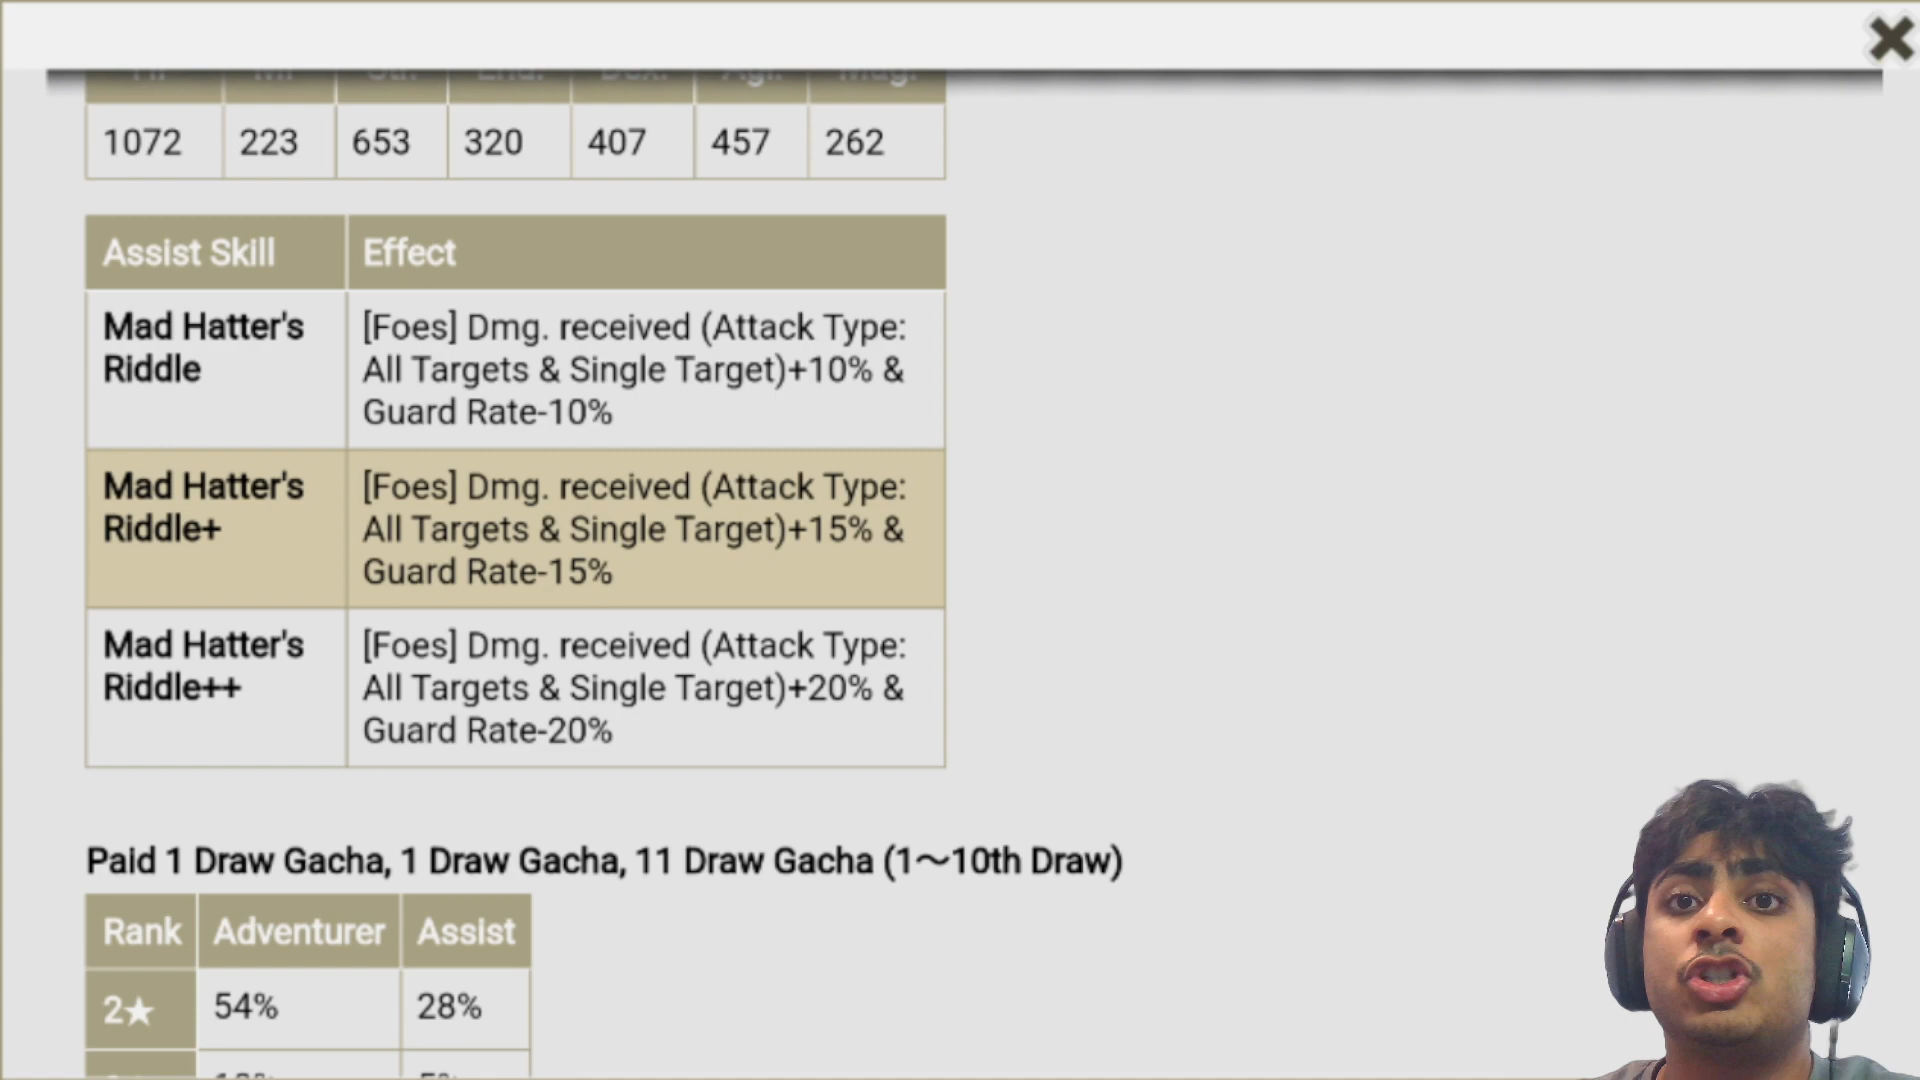 1072 223 653 320 407 457 262
Assist Skill Effect
Mad Hatter's Riddle
[Foes] Dmg. received (Attack Type:
All Targets & Single Target)+10% &
Guard Rate-10%
Mad Hatter's Riddle+
[Foes] Dmg. received (Attack Type:
All Targets & Single Target)+15% &
Guard Rate-15%
Mad Hatter's Riddle++
[Foes] Dmg. received (Attack Type:
All Targets & Single Target)+20% &
Guard Rate-20%
Paid 1 Draw Gacha, 1 Draw Gacha, 11 Draw Gacha (1〜10th Draw)
Rank Adventurer Assist
2★ 54% 28%